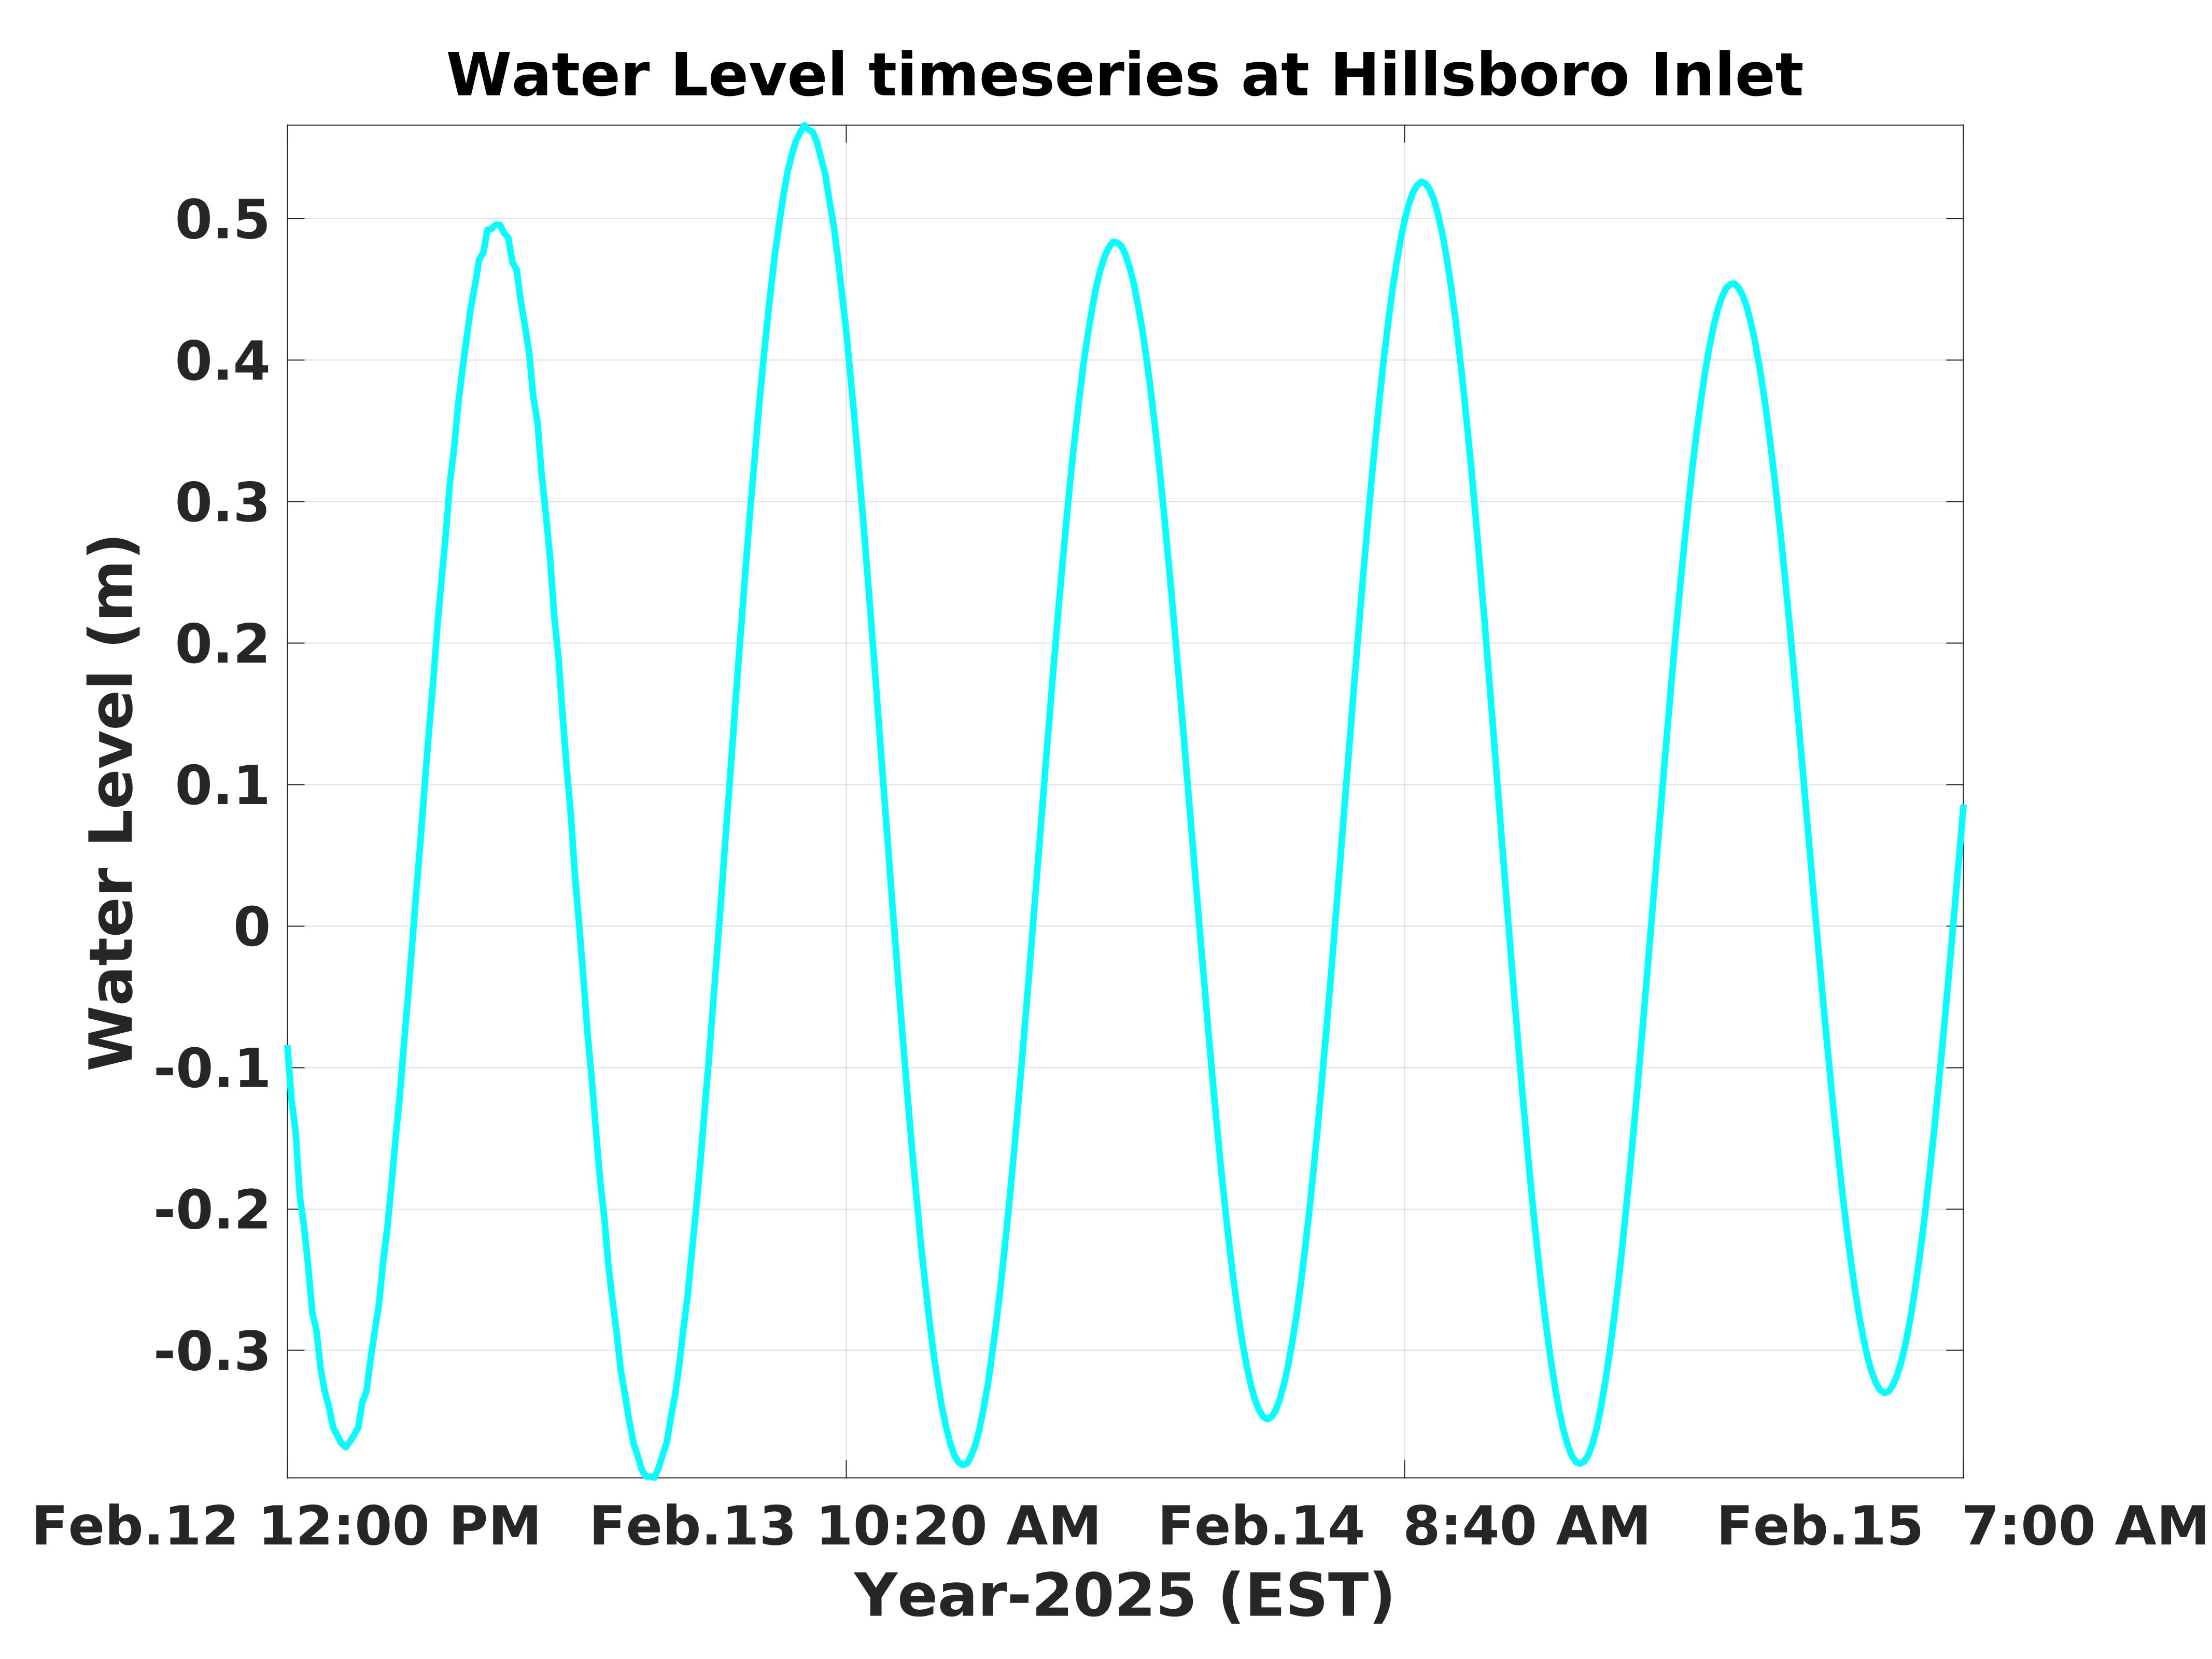 Water Level timeseries at Hillsboro Inlet
0.5
0.4
0.3
0.2
0.1
0
-0.1
-0.2
-0.3
Water Level (m)
Feb.12 12:00 PM Feb.13 10:20 AM Feb.14 8:40 AM Feb.15 7:00 AM
Year-2025 (EST)